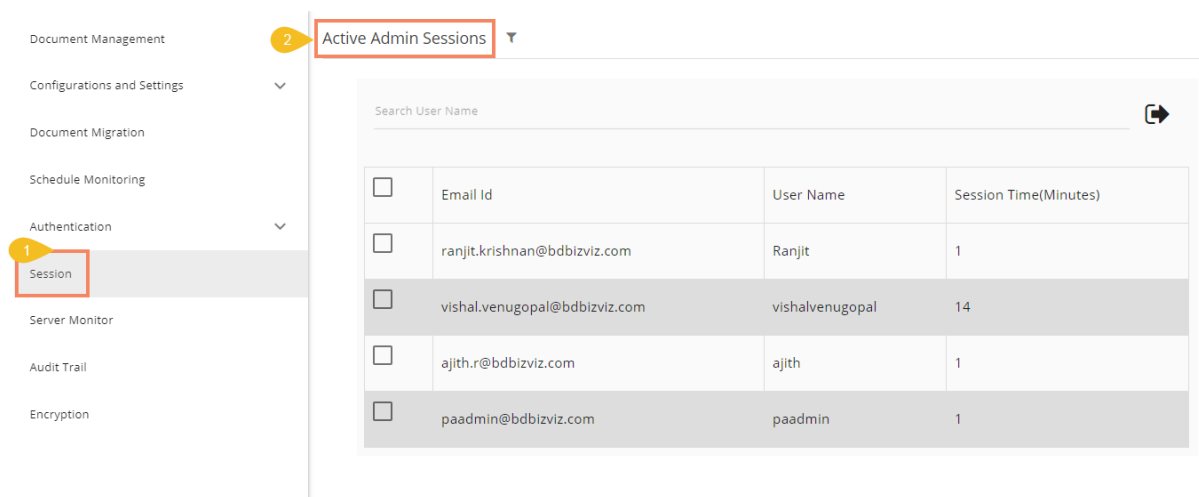 Document Management
Configurations and Settings
Document Migration
Schedule Monitoring
Authentication
1
Session
Server Monitor
Audit Trail
Encryption
2 Active Admin Sessions
Search User Name
Email Id User Name Session Time(Minutes)
ranjit.krishnan@bdbizviz.com Ranjit 1
vishal.venugopal@bdbizviz.com vishalvenugopal 14
ajith.r@bdbizviz.com ajith 1
paadmin@bdbizviz.com paadmin 1